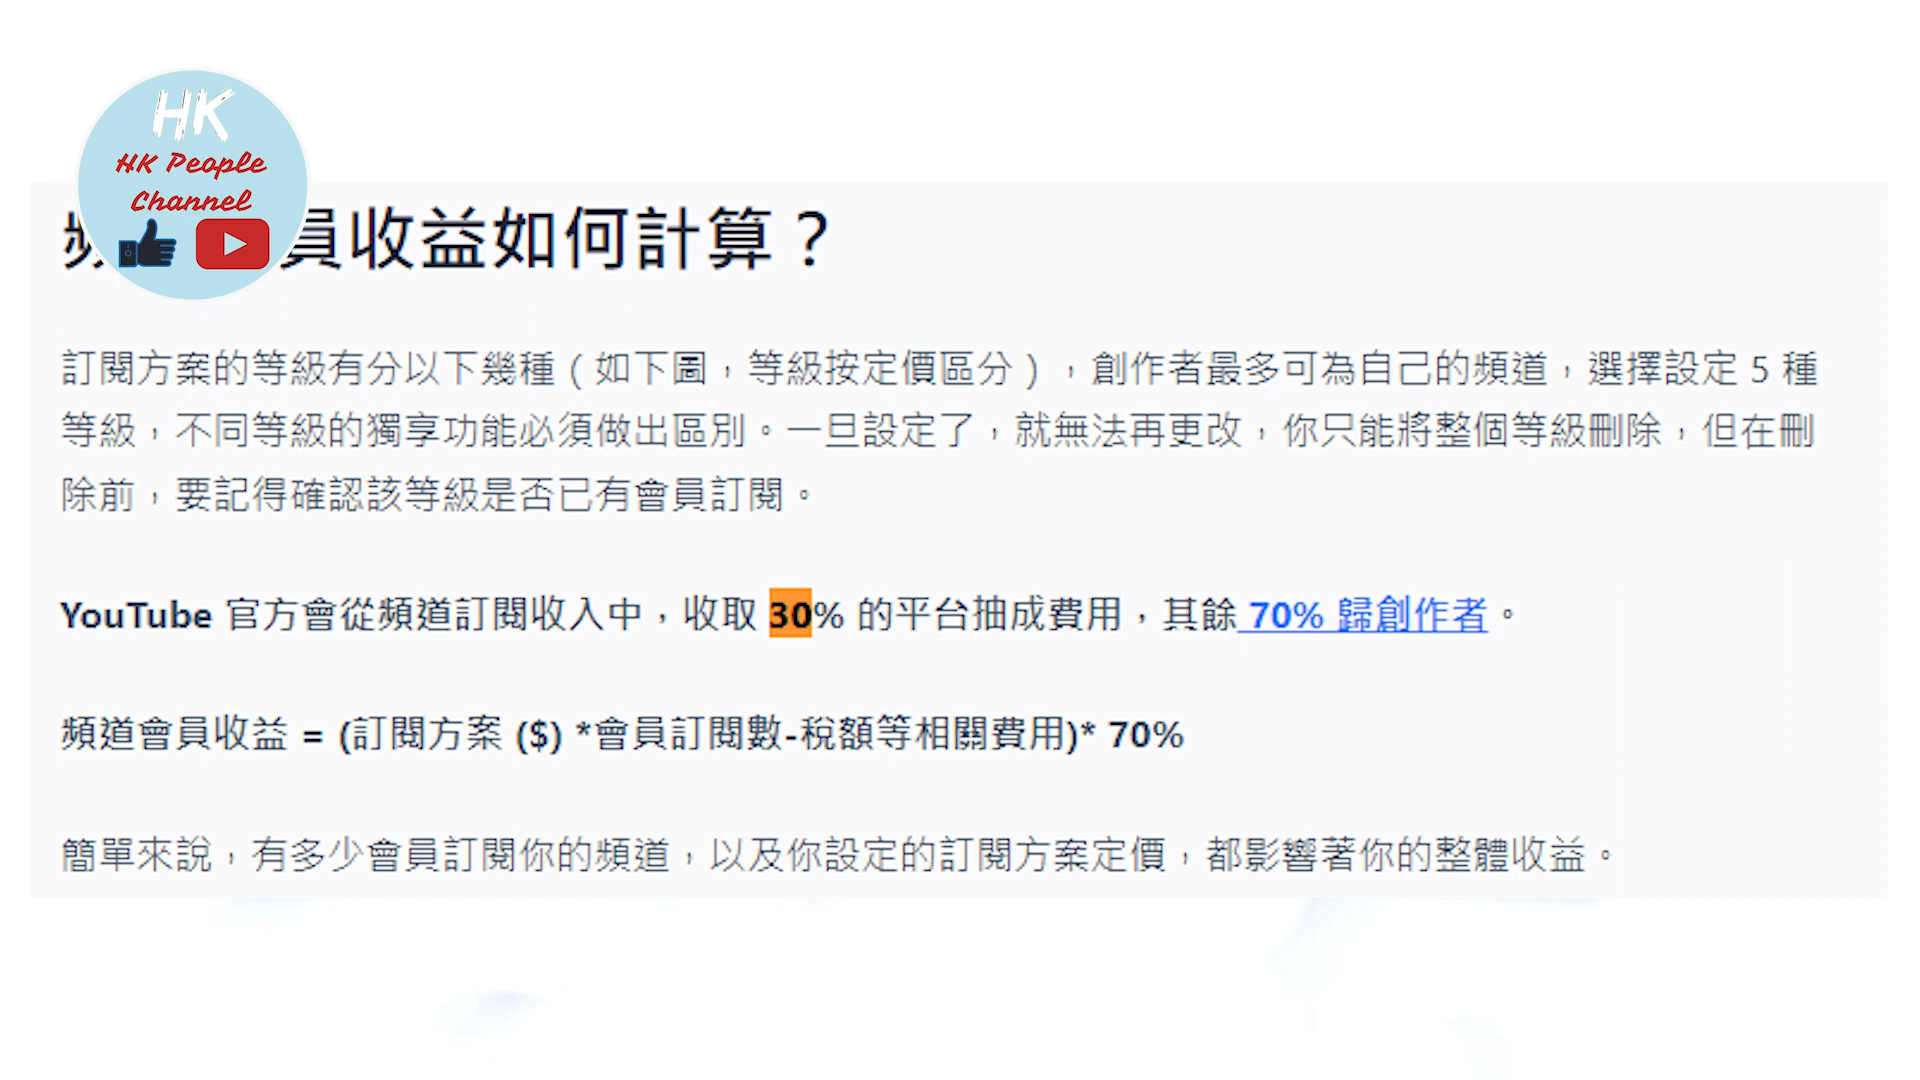 HK
HK People
Channel
員收益如何計算？
訂閱方案的等級有分以下幾種（如下圖，等級按定價區分），創作者最多可為自己的頻道，選擇設定 5 種
等級，不同等級的獨享功能必須做出區別。一旦設定了，就無法再更改，你只能將整個等級刪除，但在刪
除前，要記得確認該等級是否已有會員訂閱。
YouTube 官方會從頻道訂閱收入中，收取 30% 的平台抽成費用，其餘 70% 歸創作者。
頻道會員收益 = (訂閱方案 ($) *會員訂閱數-稅額等相關費用)* 70%
簡單來說，有多少會員訂閱你的頻道，以及你設定的訂閱方案定價，都影響著你的整體收益。